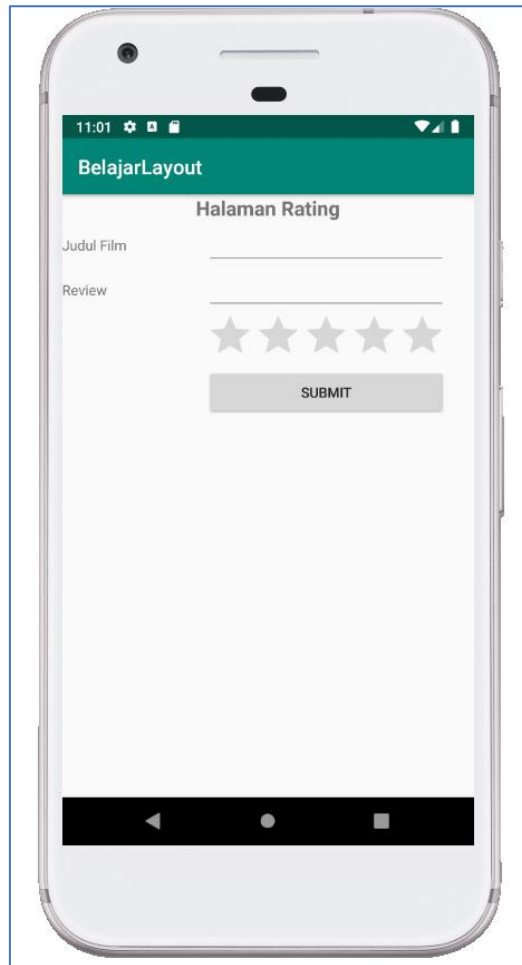 11:01
BelajarLayout
Halaman Rating
Judul Film
Review
SUBMIT